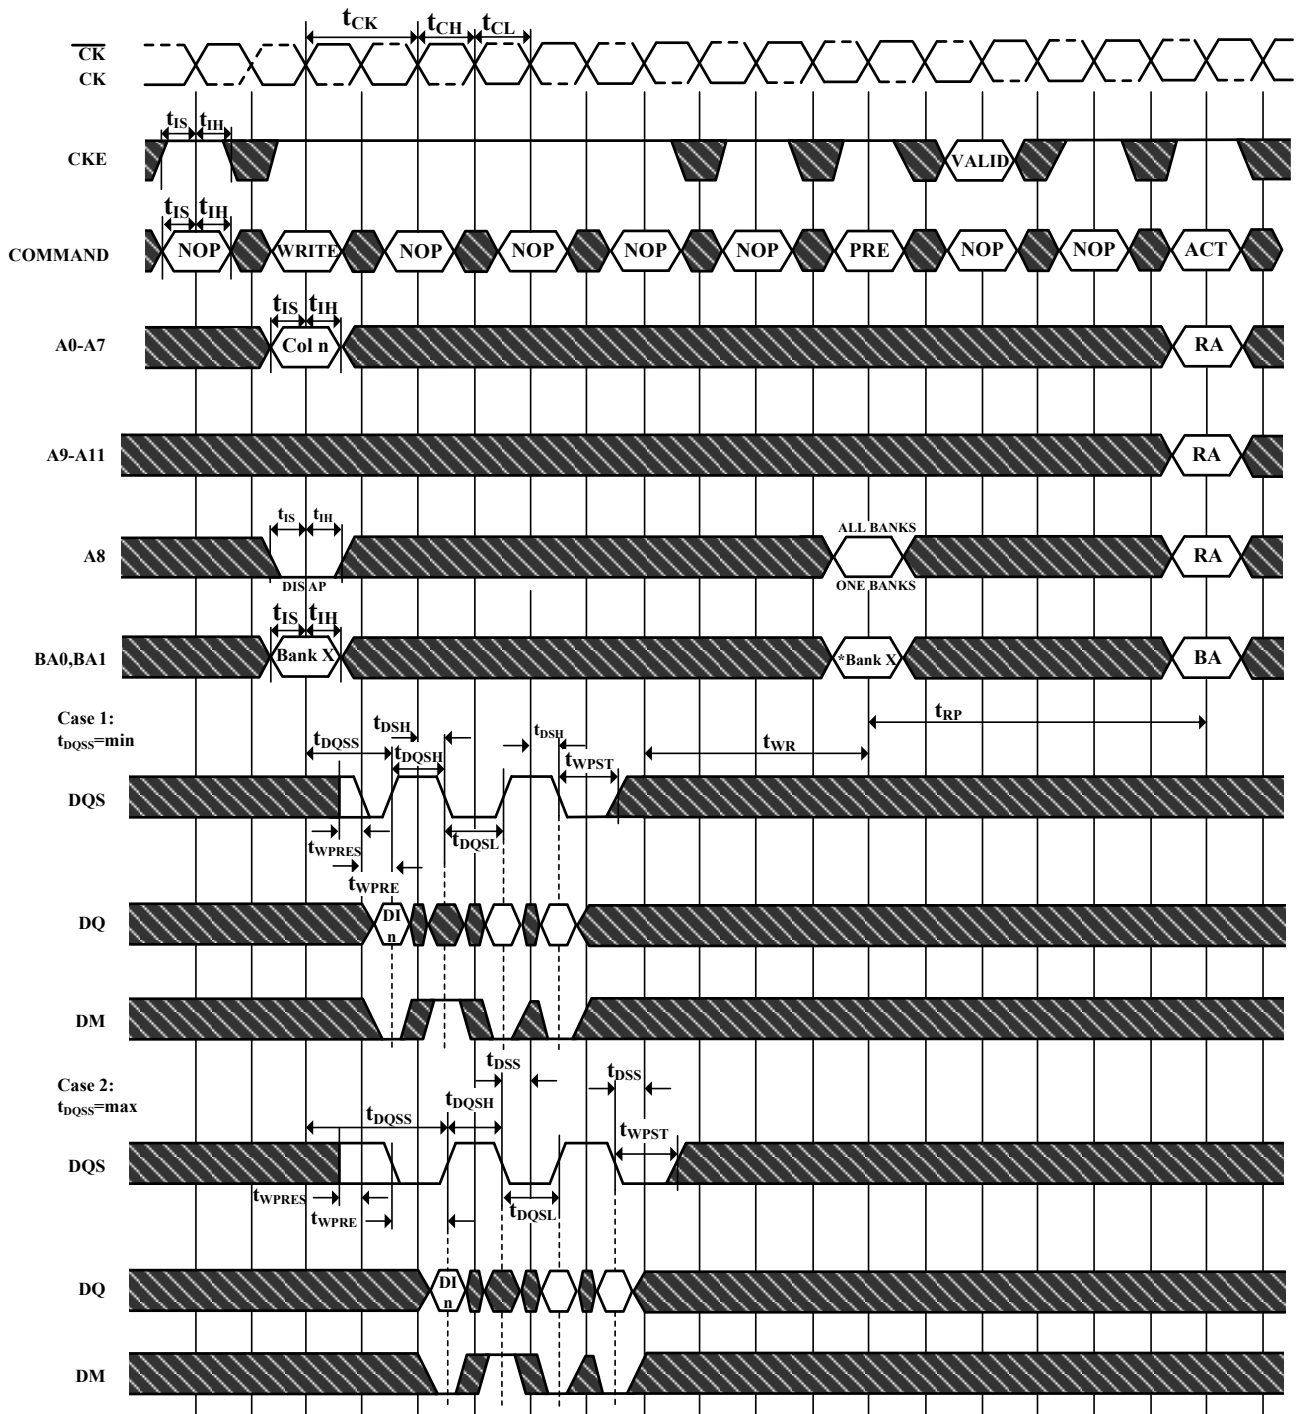 tCK tCH tCL
CK
CK
tIS tIH
CKE VALID
tIS tIH
COMMAND NOP WRITE NOP NOP NOP NOP PRE NOP NOP ACT
tIS tIH
A0-A7 Col n RA
A9-A11 RA
tIS tIH ALL BANKS
A8 RA
DIS AP ONE BANKS
tIS tIH
BA0,BA1 Bank X *Bank X BA
Case 1:
tDQSS=min
tDSH tDSH tRP
tDQSS tDQSH tWR
tWPST
DQS
tWPRES tDQSL
tWPRE
DQ DI
n
DM
tDSS tDSS
Case 2:
tDQSS=max
tDQSS tDQSH
tWPST
DQS
tWPRES tWPRE tDQSL
DQ DI
n
DM